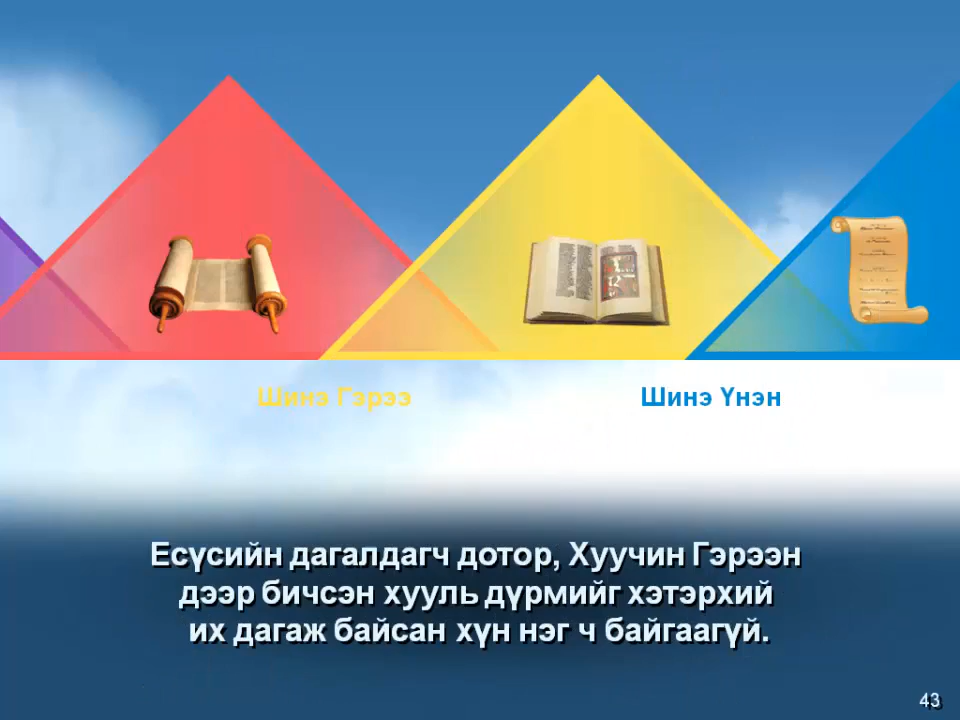 Шинэ Гэрээ
Шинэ Үнэн
Есүсийн дагалдагч дотор, Хуучин Гэрээн
дээр бичсэн хууль дүрмийг хэтэрхий
их дагаж байсан хүн нэг ч байгаагүй.
43